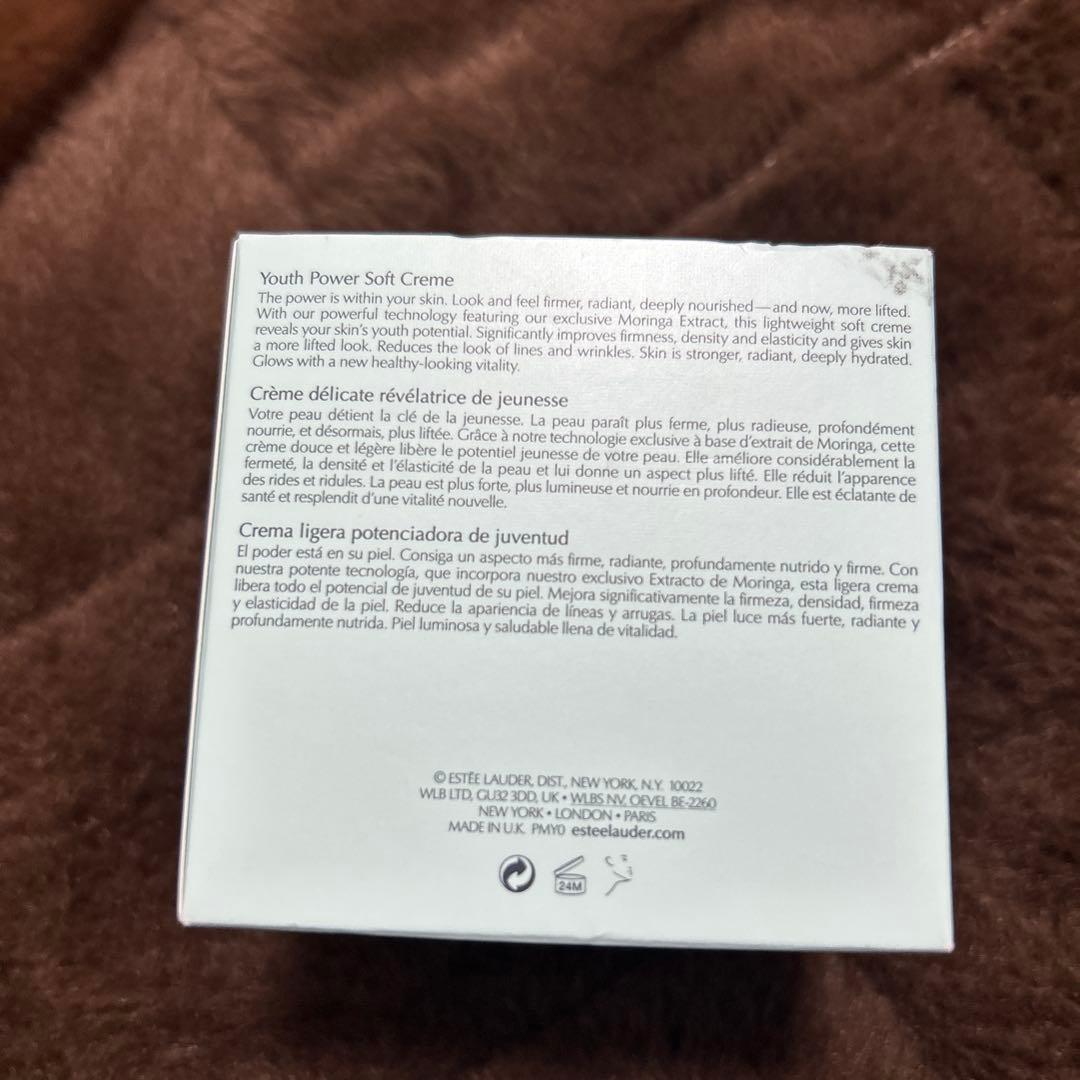 Youth Power Soft Creme
The power is within your skin. Look and feel firmer, radiant, deeply nourished—and now, more lifted.
With our powerful technology featuring our exclusive Moringa Extract, this lightweight soft creme
reveals your skin's youth potential. Significantly improves firmness, density and elasticity and gives skin
a more lifted look. Reduces the look of lines and wrinkles. Skin is stronger, radiant, deeply hydrated.
Glows with a new healthy-looking vitality.
Crème délicate révélatrice de jeunesse
Votre peau détient la clé de la jeunesse. La peau paraît plus ferme, plus radieuse, profondément
nourrie, et désormais, plus liftée. Grâce à notre technologie exclusive à base d'extrait de Moringa, cette
crème douce et légère libère le potentiel jeunesse de votre peau. Elle améliore considérablement la
fermeté, la densité et l'élasticité de la peau et lui donne un aspect plus lifté. Elle réduit l'apparence
des rides et ridules. La peau est plus forte, plus lumineuse et nourrie en profondeur. Elle est éclatante de
santé et resplendit d'une vitalité nouvelle.
Crema ligera potenciadora de juventud
El poder está en su piel. Consiga un aspecto más firme, radiante, profundamente nutrido y firme. Con
nuestra potente tecnología, que incorpora nuestro exclusivo Extracto de Moringa, esta ligera crema
libera todo el potencial de juventud de su piel. Mejora significativamente la firmeza, densidad, firmeza
y elasticidad de la piel. Reduce la apariencia de líneas y arrugas. La piel luce más fuerte, radiante y
profundamente nutrida. Piel luminosa y saludable llena de vitalidad.
© ESTÉE LAUDER, DIST., NEW YORK, N.Y. 10022
WLB LTD, GU32 3DD, UK • WLBS NV, OEVEL BE-2260
NEW YORK • LONDON • PARIS
MADE IN U.K. PMY0 esteelauder.com
24M